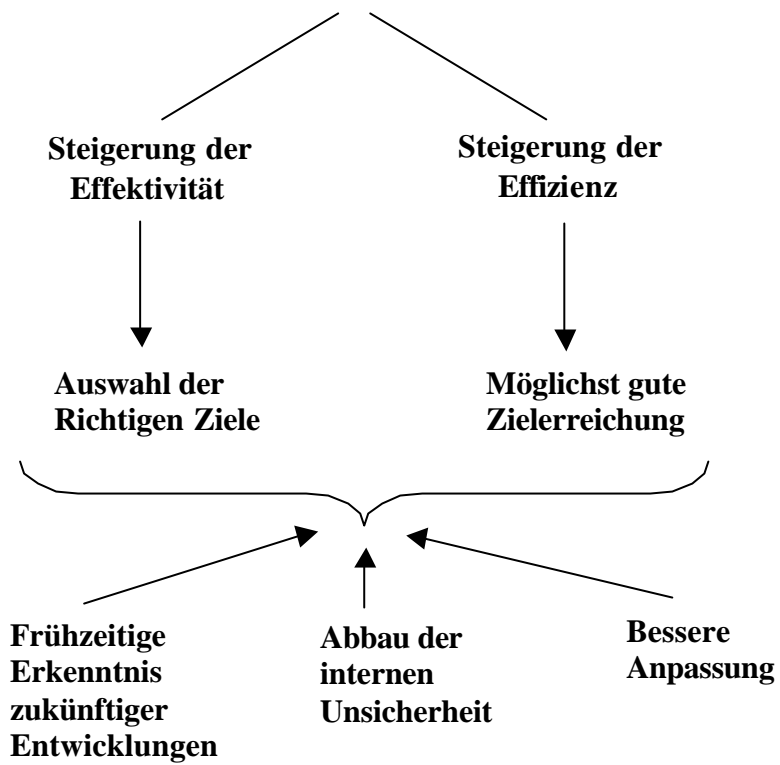 Steigerung der
Effektivität
Steigerung der
Effizienz
Auswahl der
Richtigen Ziele
Möglichst gute
Zielerreichung
Frühzeitige
Erkenntnis
zukünftiger
Entwicklungen
Abbau der
internen
Unsicherheit
Bessere
Anpassung